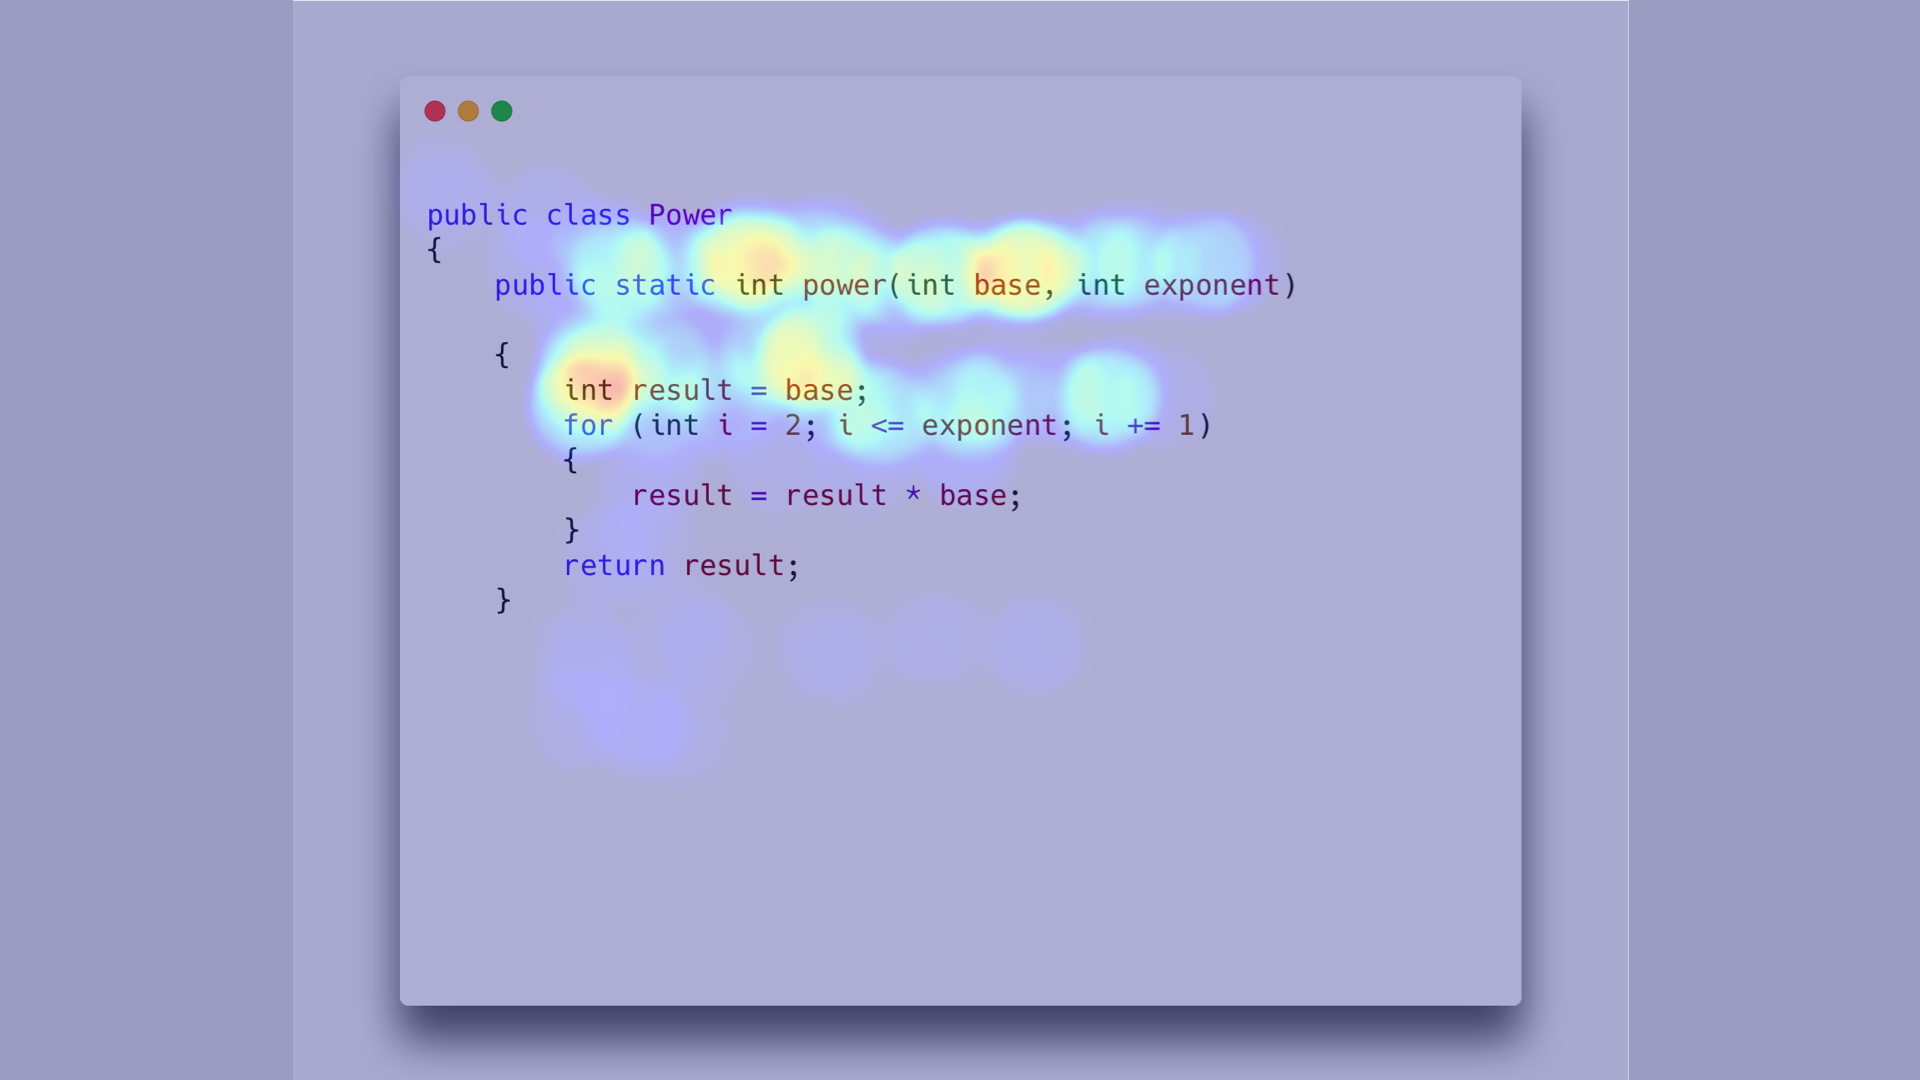 public class Power
{
    public static int power(int base, int exponent)
    {
        int result = base;
        for (int i = 2; i <= exponent; i += 1)
        {
            result = result * base;
        }
        return result;
    }